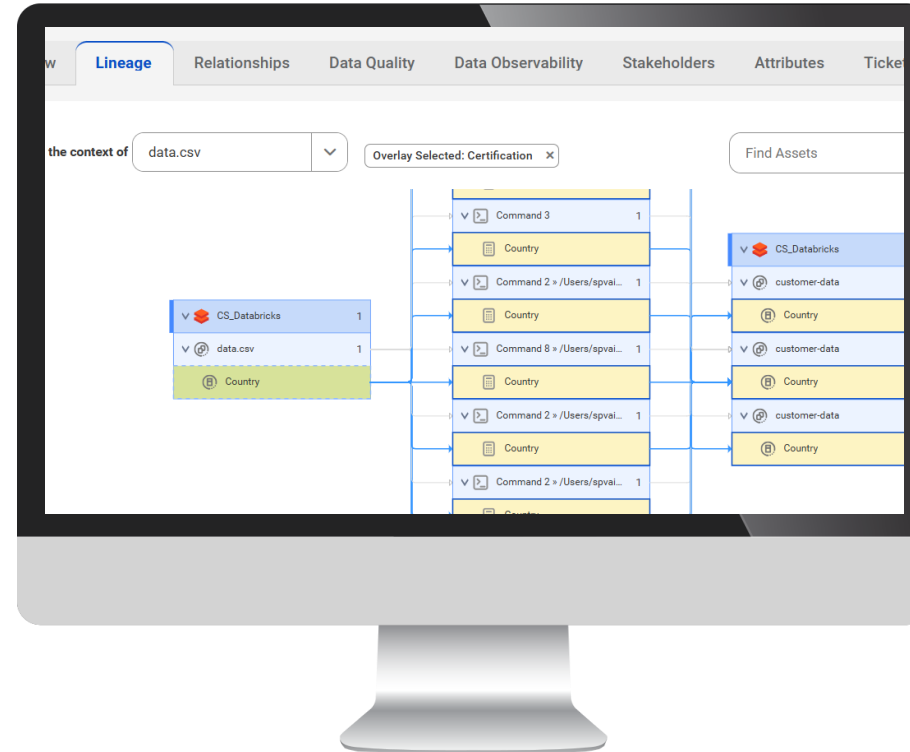 w Lineage Relationships Data Quality Data Observability Stakeholders Attributes Ticket
the context of data.csv Overlay Selected: Certification × Find Assets
Command 3 1
Country
CS_Databricks
Command 2 » /Users/spvai... 1
customer-data
CS_Databricks 1
Country
Country
data.csv 1
Command 8 » /Users/spvai... 1
customer-data
Country
Country
Country
Command 2 » /Users/spvai... 1
customer-data
Country
Country
Command 2 » /Users/spvai... 1